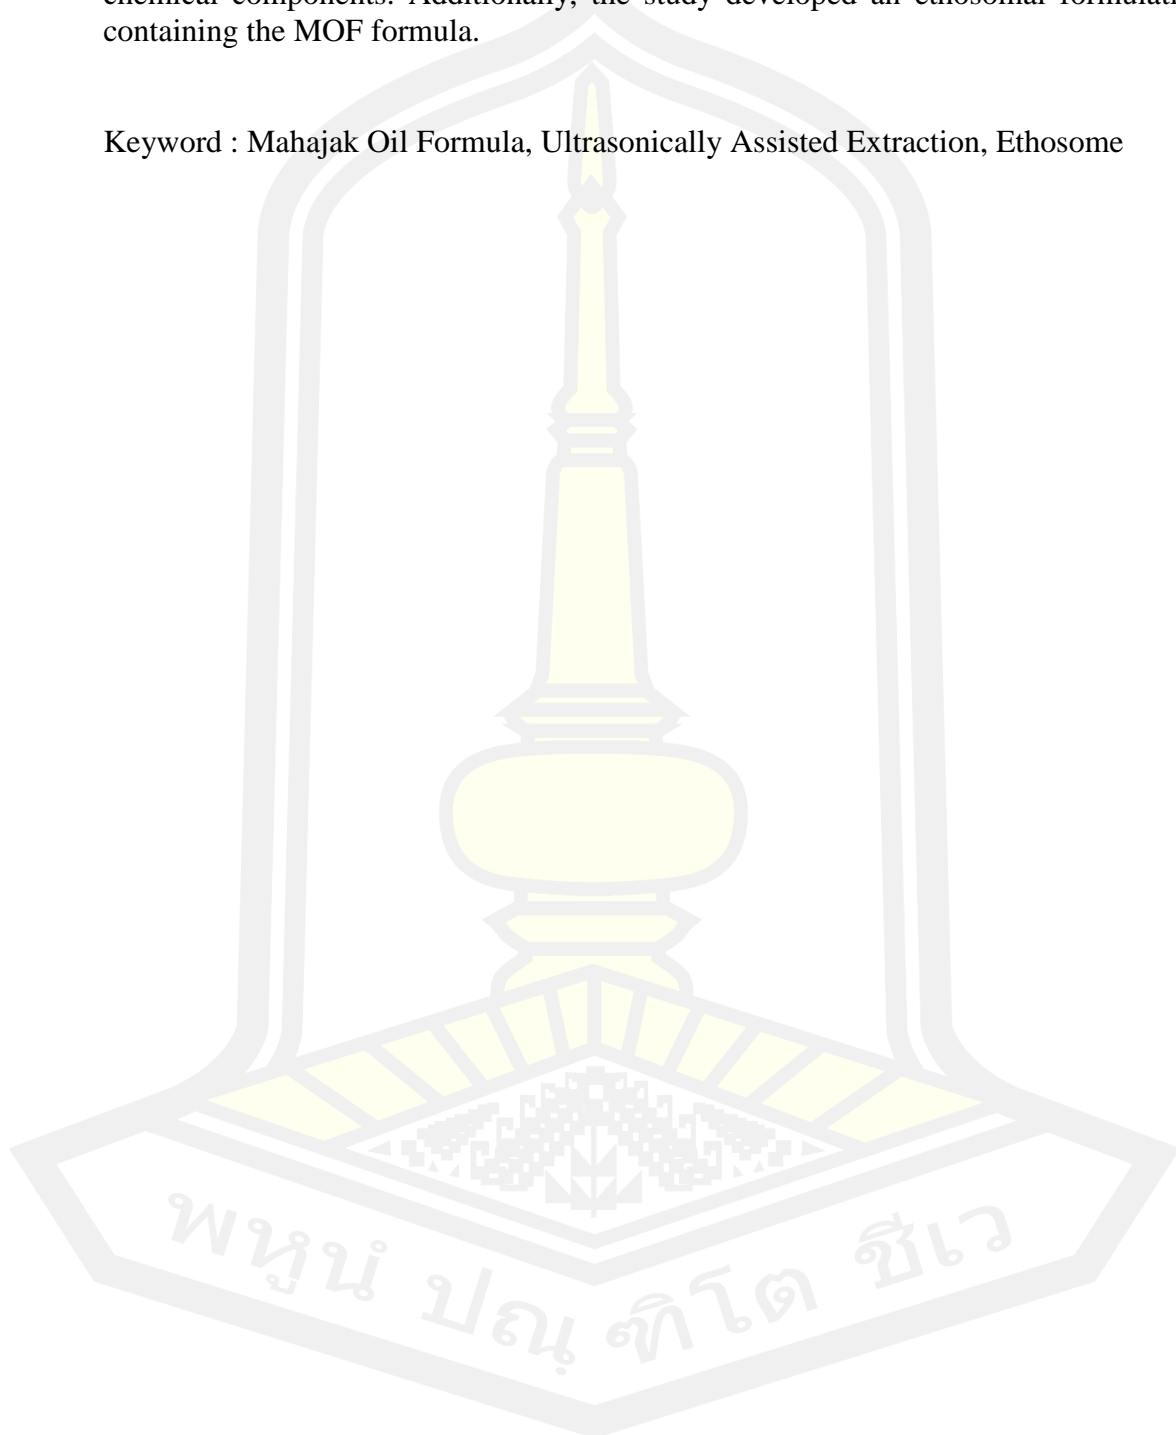 chemical components. Additionally, the study developed an ethosomal
containing the MOF formula.
Keyword : Mahajak Oil Formula, Ultrasonically Assisted Extraction, Ethosome
พหูนํ ปณฺฑิโต ชีเว